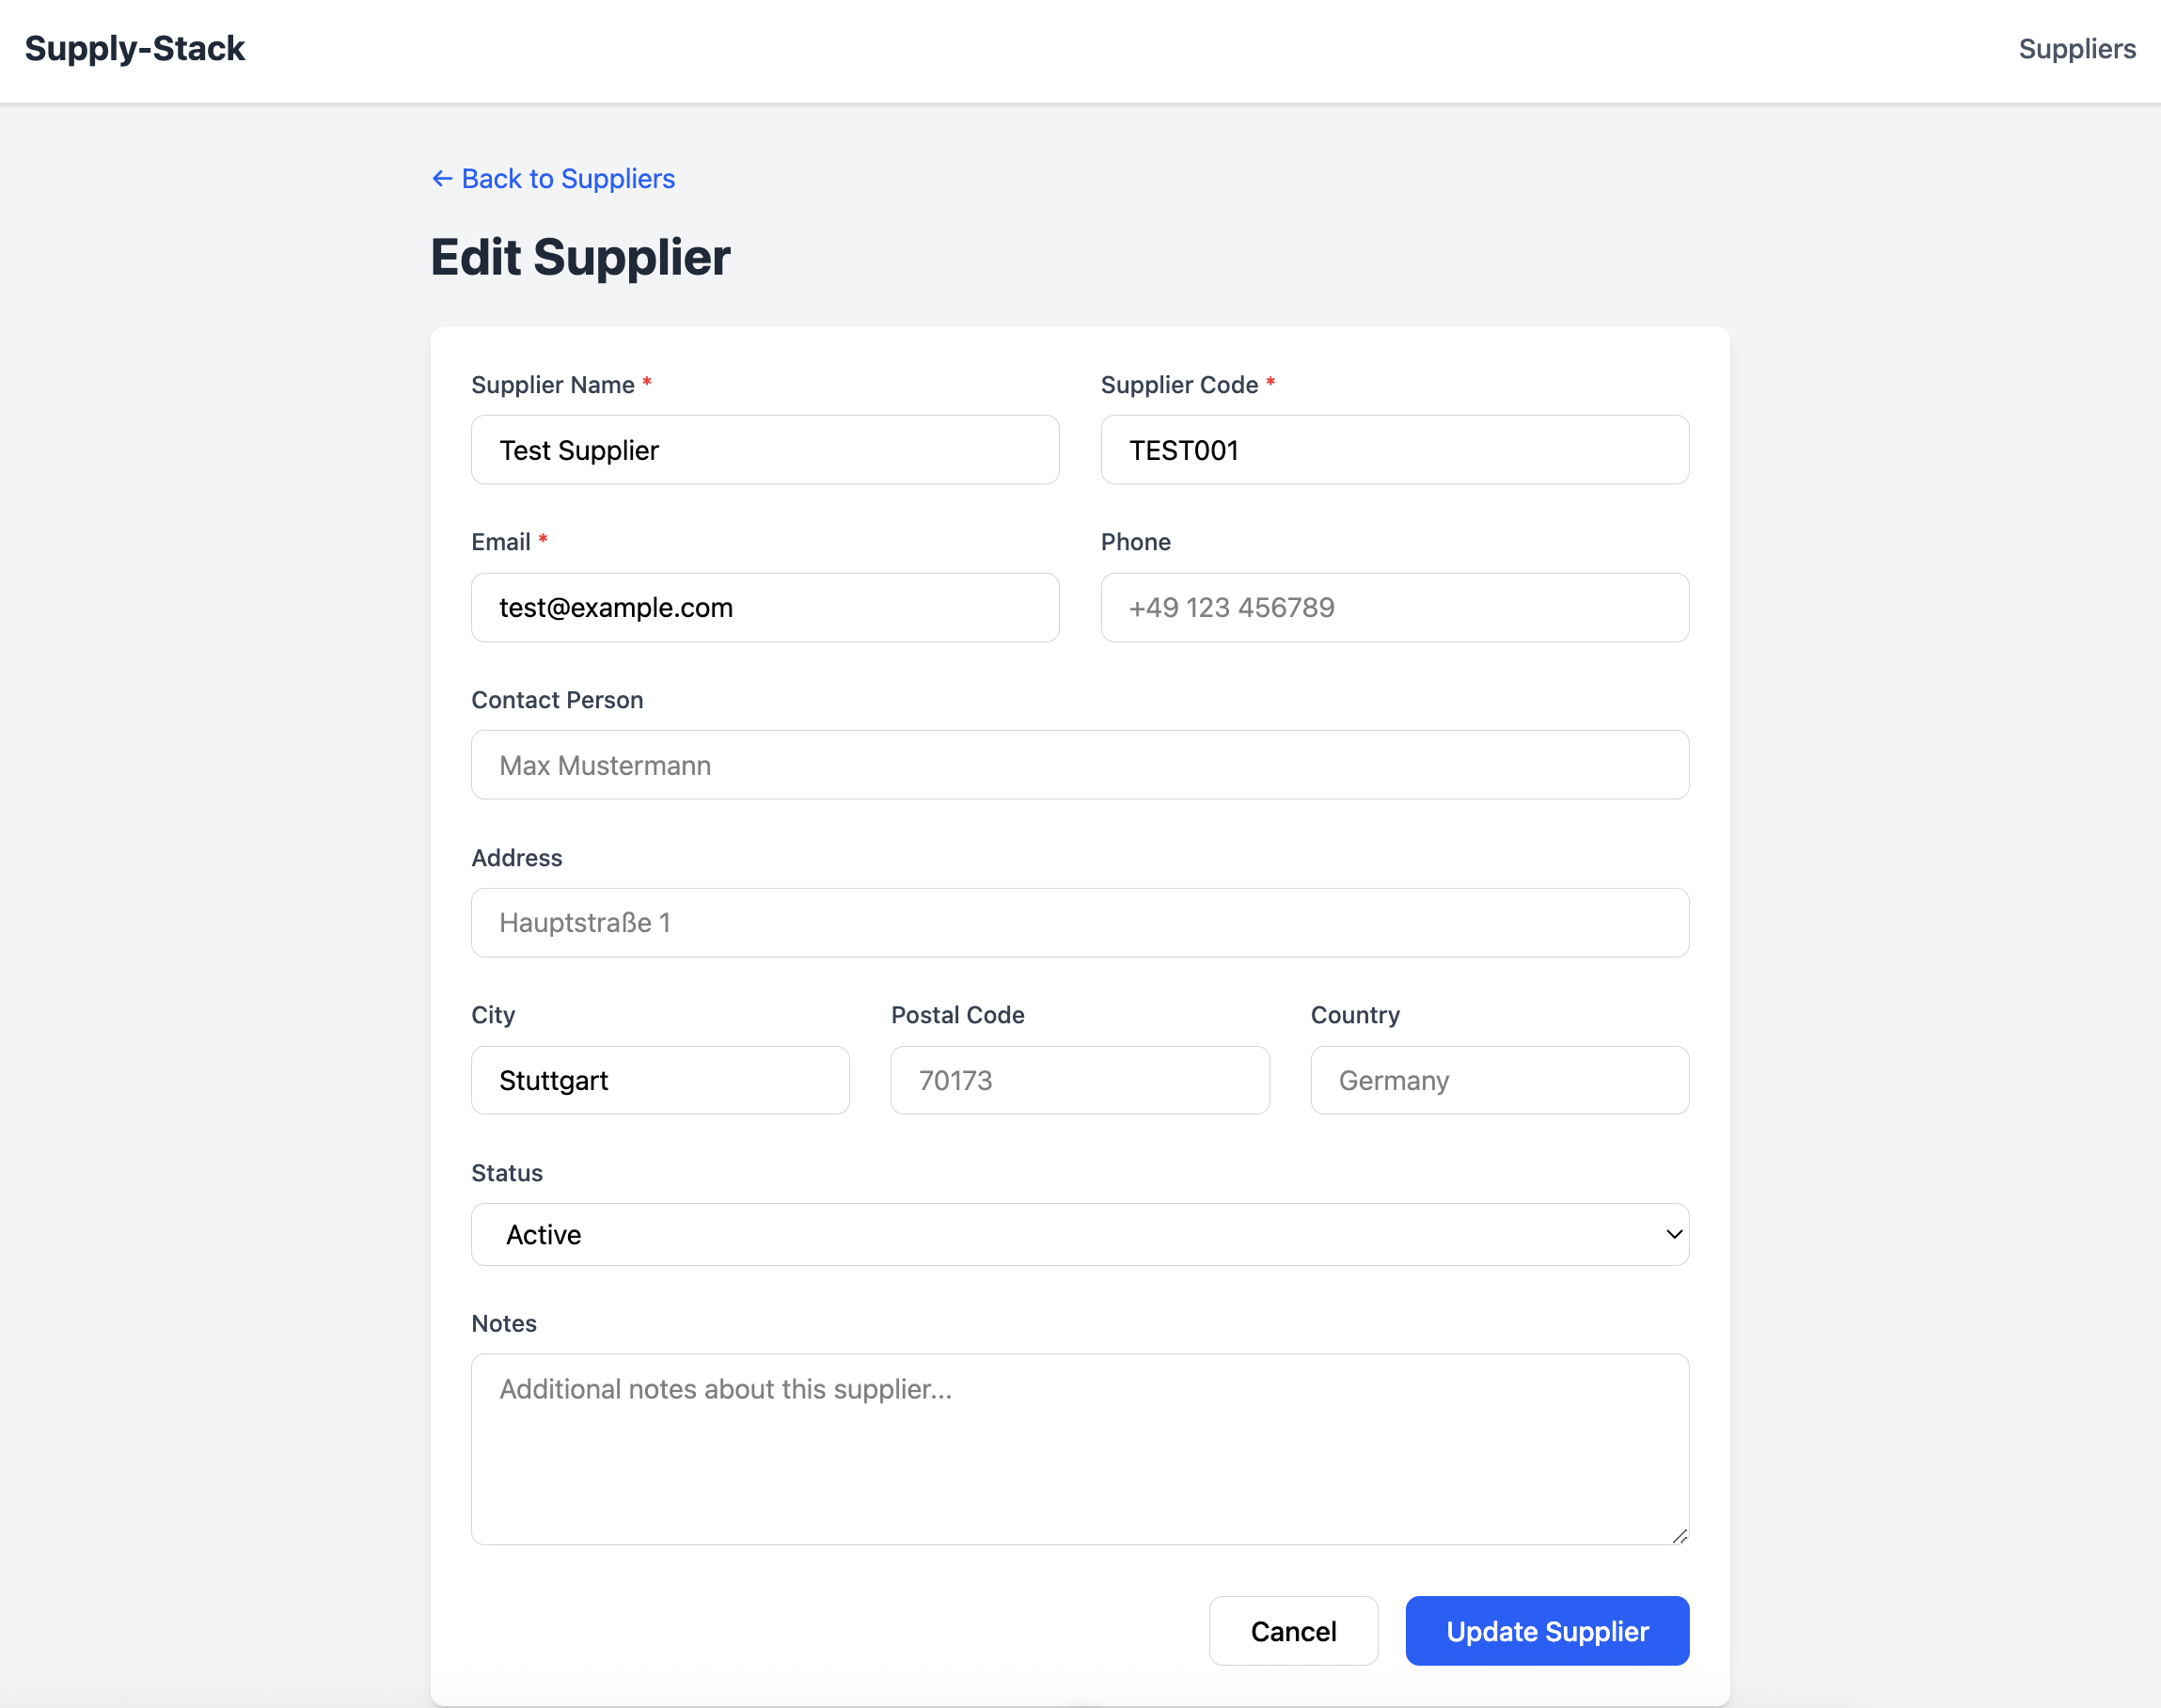 Supply-Stack
Suppliers
← Back to Suppliers
Edit Supplier
Supplier Name *
Supplier Code *
Test Supplier
TEST001
Email *
Phone
test@example.com
+49 123 456789
Contact Person
Max Mustermann
Address
Hauptstraße 1
City
Postal Code
Country
Stuttgart
70173
Germany
Status
Active
Notes
Additional notes about this supplier...
Cancel
Update Supplier